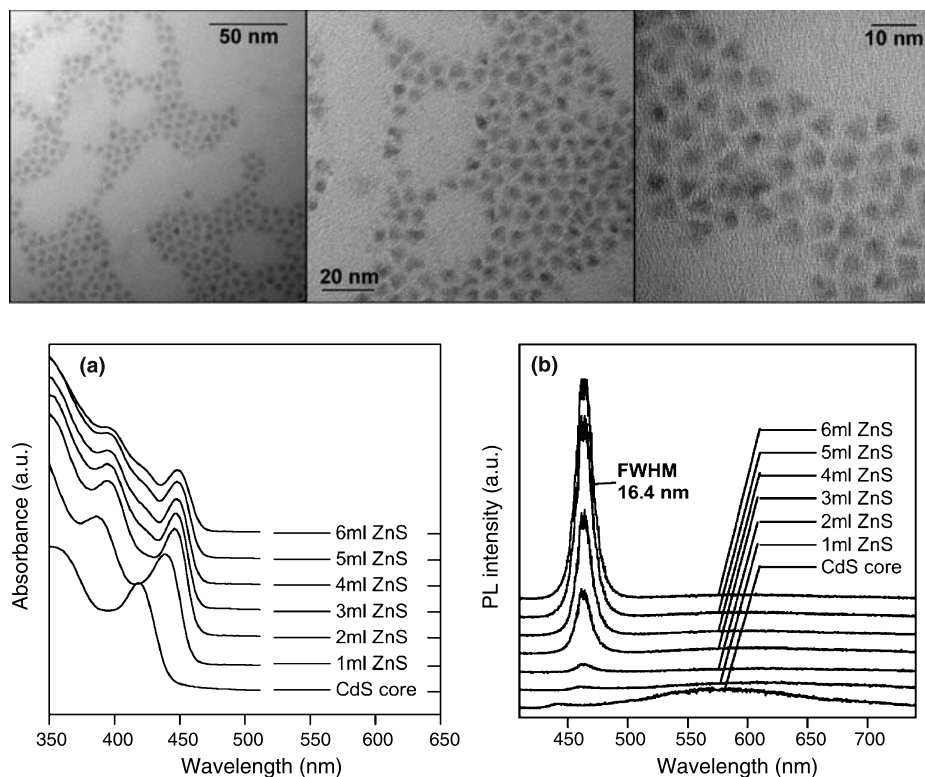 50 nm
20 nm
10 nm
(a)
Absorbance (a.u.)
6ml ZnS
5ml ZnS
4ml ZnS
3ml ZnS
2ml ZnS
1ml ZnS
CdS core
350 400 450 500 550 600 650
Wavelength (nm)
(b)
PL intensity (a.u.)
FWHM
16.4 nm
6ml ZnS
5ml ZnS
4ml ZnS
3ml ZnS
2ml ZnS
1ml ZnS
CdS core
450 500 550 600 650 700
Wavelength (nm)